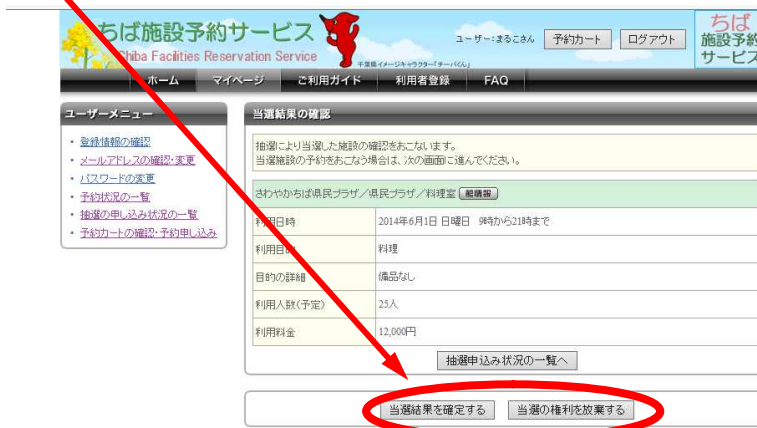 ちば施設予約サービス
Chiba Facilities Reservation Service
千葉県イメージキャラクター「チーバくん」
ユーザー:まるこさん 予約カート ログアウト
ちば
施設予約
サービス
ホーム マイページ ご利用ガイド 利用者登録 FAQ
ユーザーメニュー
・登録情報の確認
・メールアドレスの確認・変更
・パスワードの変更
・予約状況の一覧
・抽選の申し込み状況の一覧
・予約カートの確認・予約申し込み
当選結果の確認
抽選により当選した施設の確認をおこないます。
当選施設の予約をおこなう場合は、次の画面に進んでください。
さわやかちば県民プラザ/県民プラザ/料理室 館情報
利用日時 2014年6月1日 日曜日 9時から21時まで
利用目的 料理
目的の詳細 備品なし
利用人数(予定) 25人
利用料金 12,000円
抽選申込み状況の一覧へ
当選結果を確定する 当選の権利を放棄する